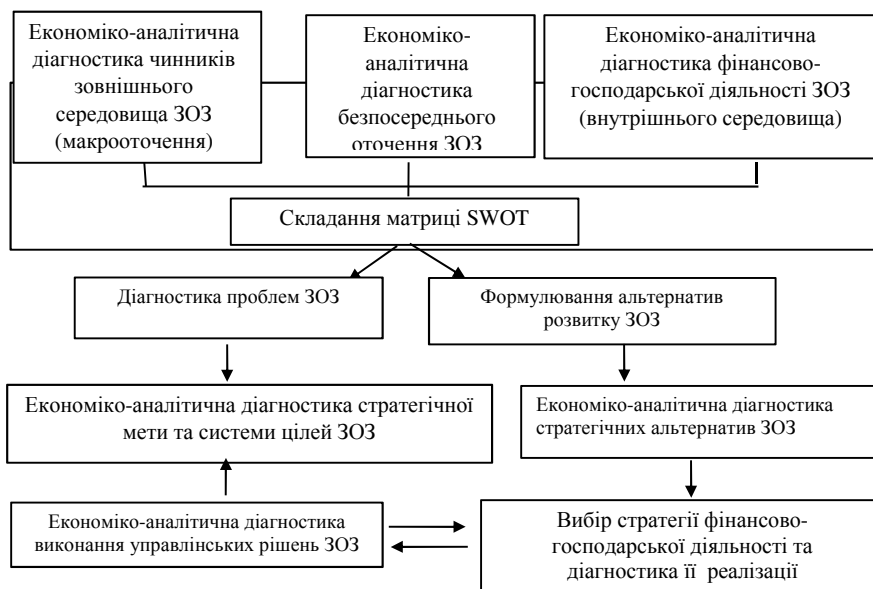 Економіко-аналітична
діагностика чинників
зовнішнього
середовища ЗОЗ
(макрооточення)
Економіко-
аналітична
діагностика
безпосереднього
оточення ЗОЗ
Економіко-аналітична
діагностика фінансово-
господарської діяльності ЗОЗ
(внутрішнього середовища)
Складання матриці SWOT
Діагностика проблем ЗОЗ
Формулювання альтернатив
розвитку ЗОЗ
Економіко-аналітична діагностика стратегічної
мети та системи цілей ЗОЗ
Економіко-аналітична діагностика
стратегічних альтернатив ЗОЗ
Економіко-аналітична діагностика
виконання управлінських рішень ЗОЗ
Вибір стратегії фінансово-
господарської діяльності та
діагностика її реалізації